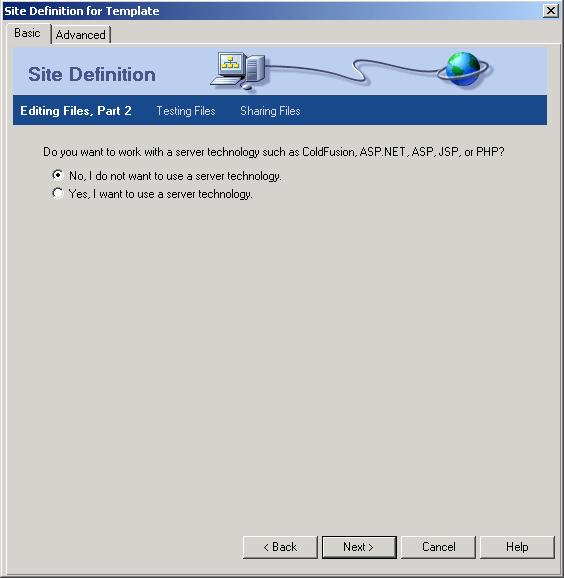 Site Definition for Template
Basic
Advanced
Site Definition
Editing Files, Part 2
Testing Files
Sharing Files
Do you want to work with a server technology such as ColdFusion, ASP.NET, ASP, JSP, or PHP?
No, I do not want to use a server technology.
Yes, I want to use a server technology.
< Back
Next >
Cancel
Help